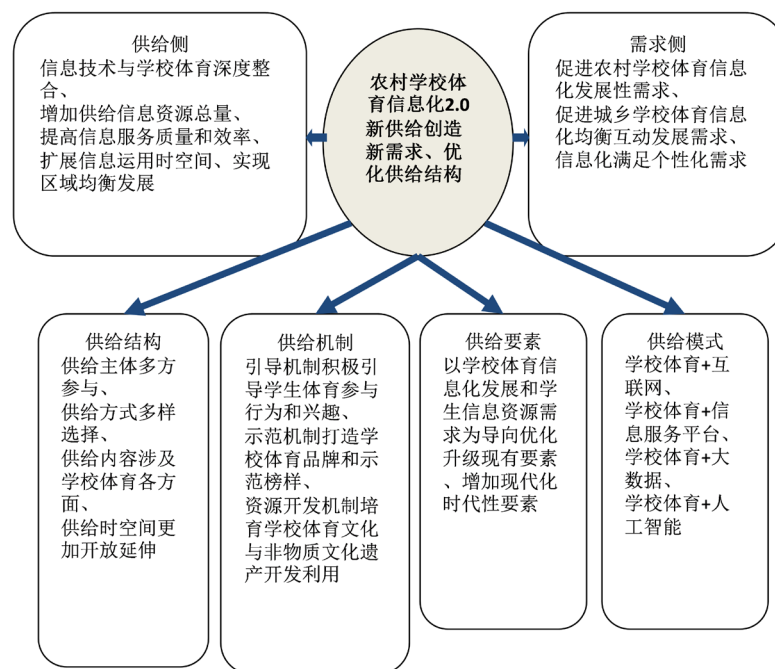 供给侧
信息技术与学校体育深度整
合、
增加供给信息资源总量、
提高信息服务质量和效率、
扩展信息运用时空间、实现
区域均衡发展
农村学校体
育信息化2.0
新供给创造
新需求、优
化供给结构
需求侧
促进农村学校体育信息
化发展性需求、
促进城乡学校体育信息
化均衡互动发展需求、
信息化满足个性化需求
供给结构
供给主体多方
参与、
供给方式多样
选择、
供给内容涉及
学校体育各方
面、
供给时空间更
加开放延伸
供给机制
引导机制积极引
导学生体育参与
行为和兴趣、
示范机制打造学
校体育品牌和示
范榜样、
资源开发机制培
育学校体育文化
与非物质文化遗
产开发利用
供给要素
以学校体育信
息化发展和学
生信息资源需
求为导向优化
升级现有要素
、增加现代化
时代性要素
供给模式
学校体育+互
联网、
学校体育+信
息服务平台、
学校体育+大
数据、
学校体育+人
工智能